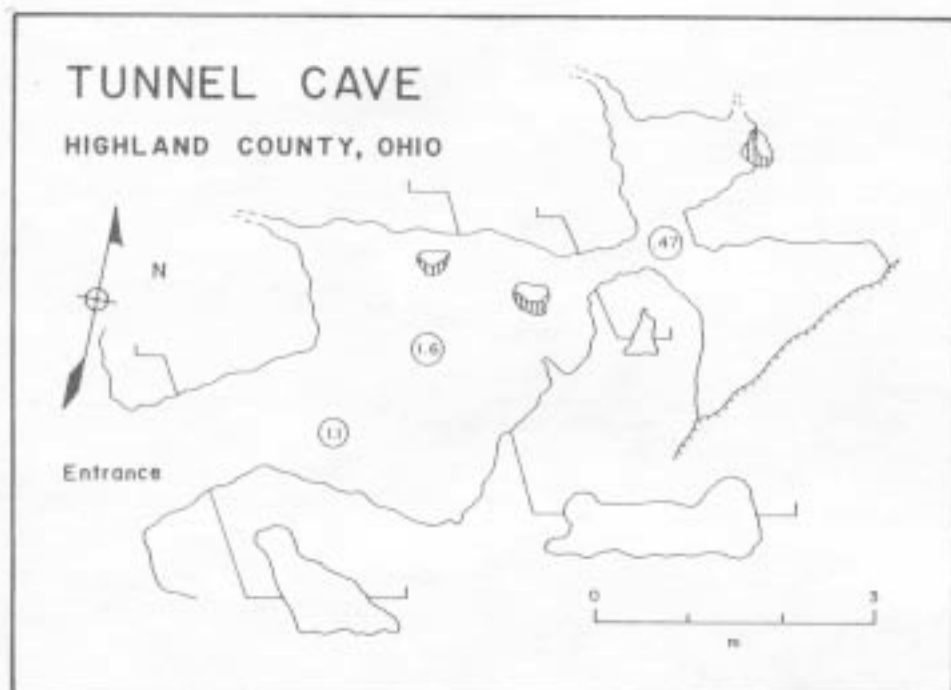 TUNNEL CAVE
HIGHLAND COUNTY, OHIO
.47
N
1.6
1.1
Entrance
0 3
m